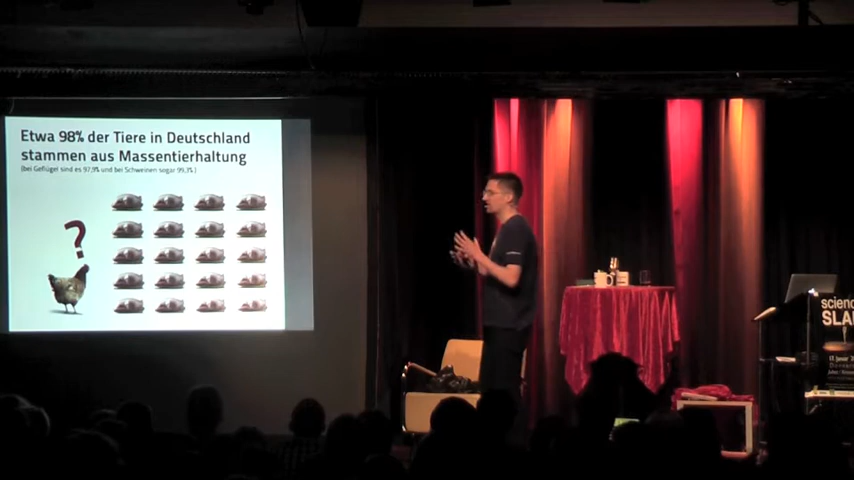 Etwa 98% der Tiere in Deutschland
stammen aus Massentierhaltung
(bei Geflügel sind es 97,9% und bei Schweinen sogar 99,3%)
?
science
SLA